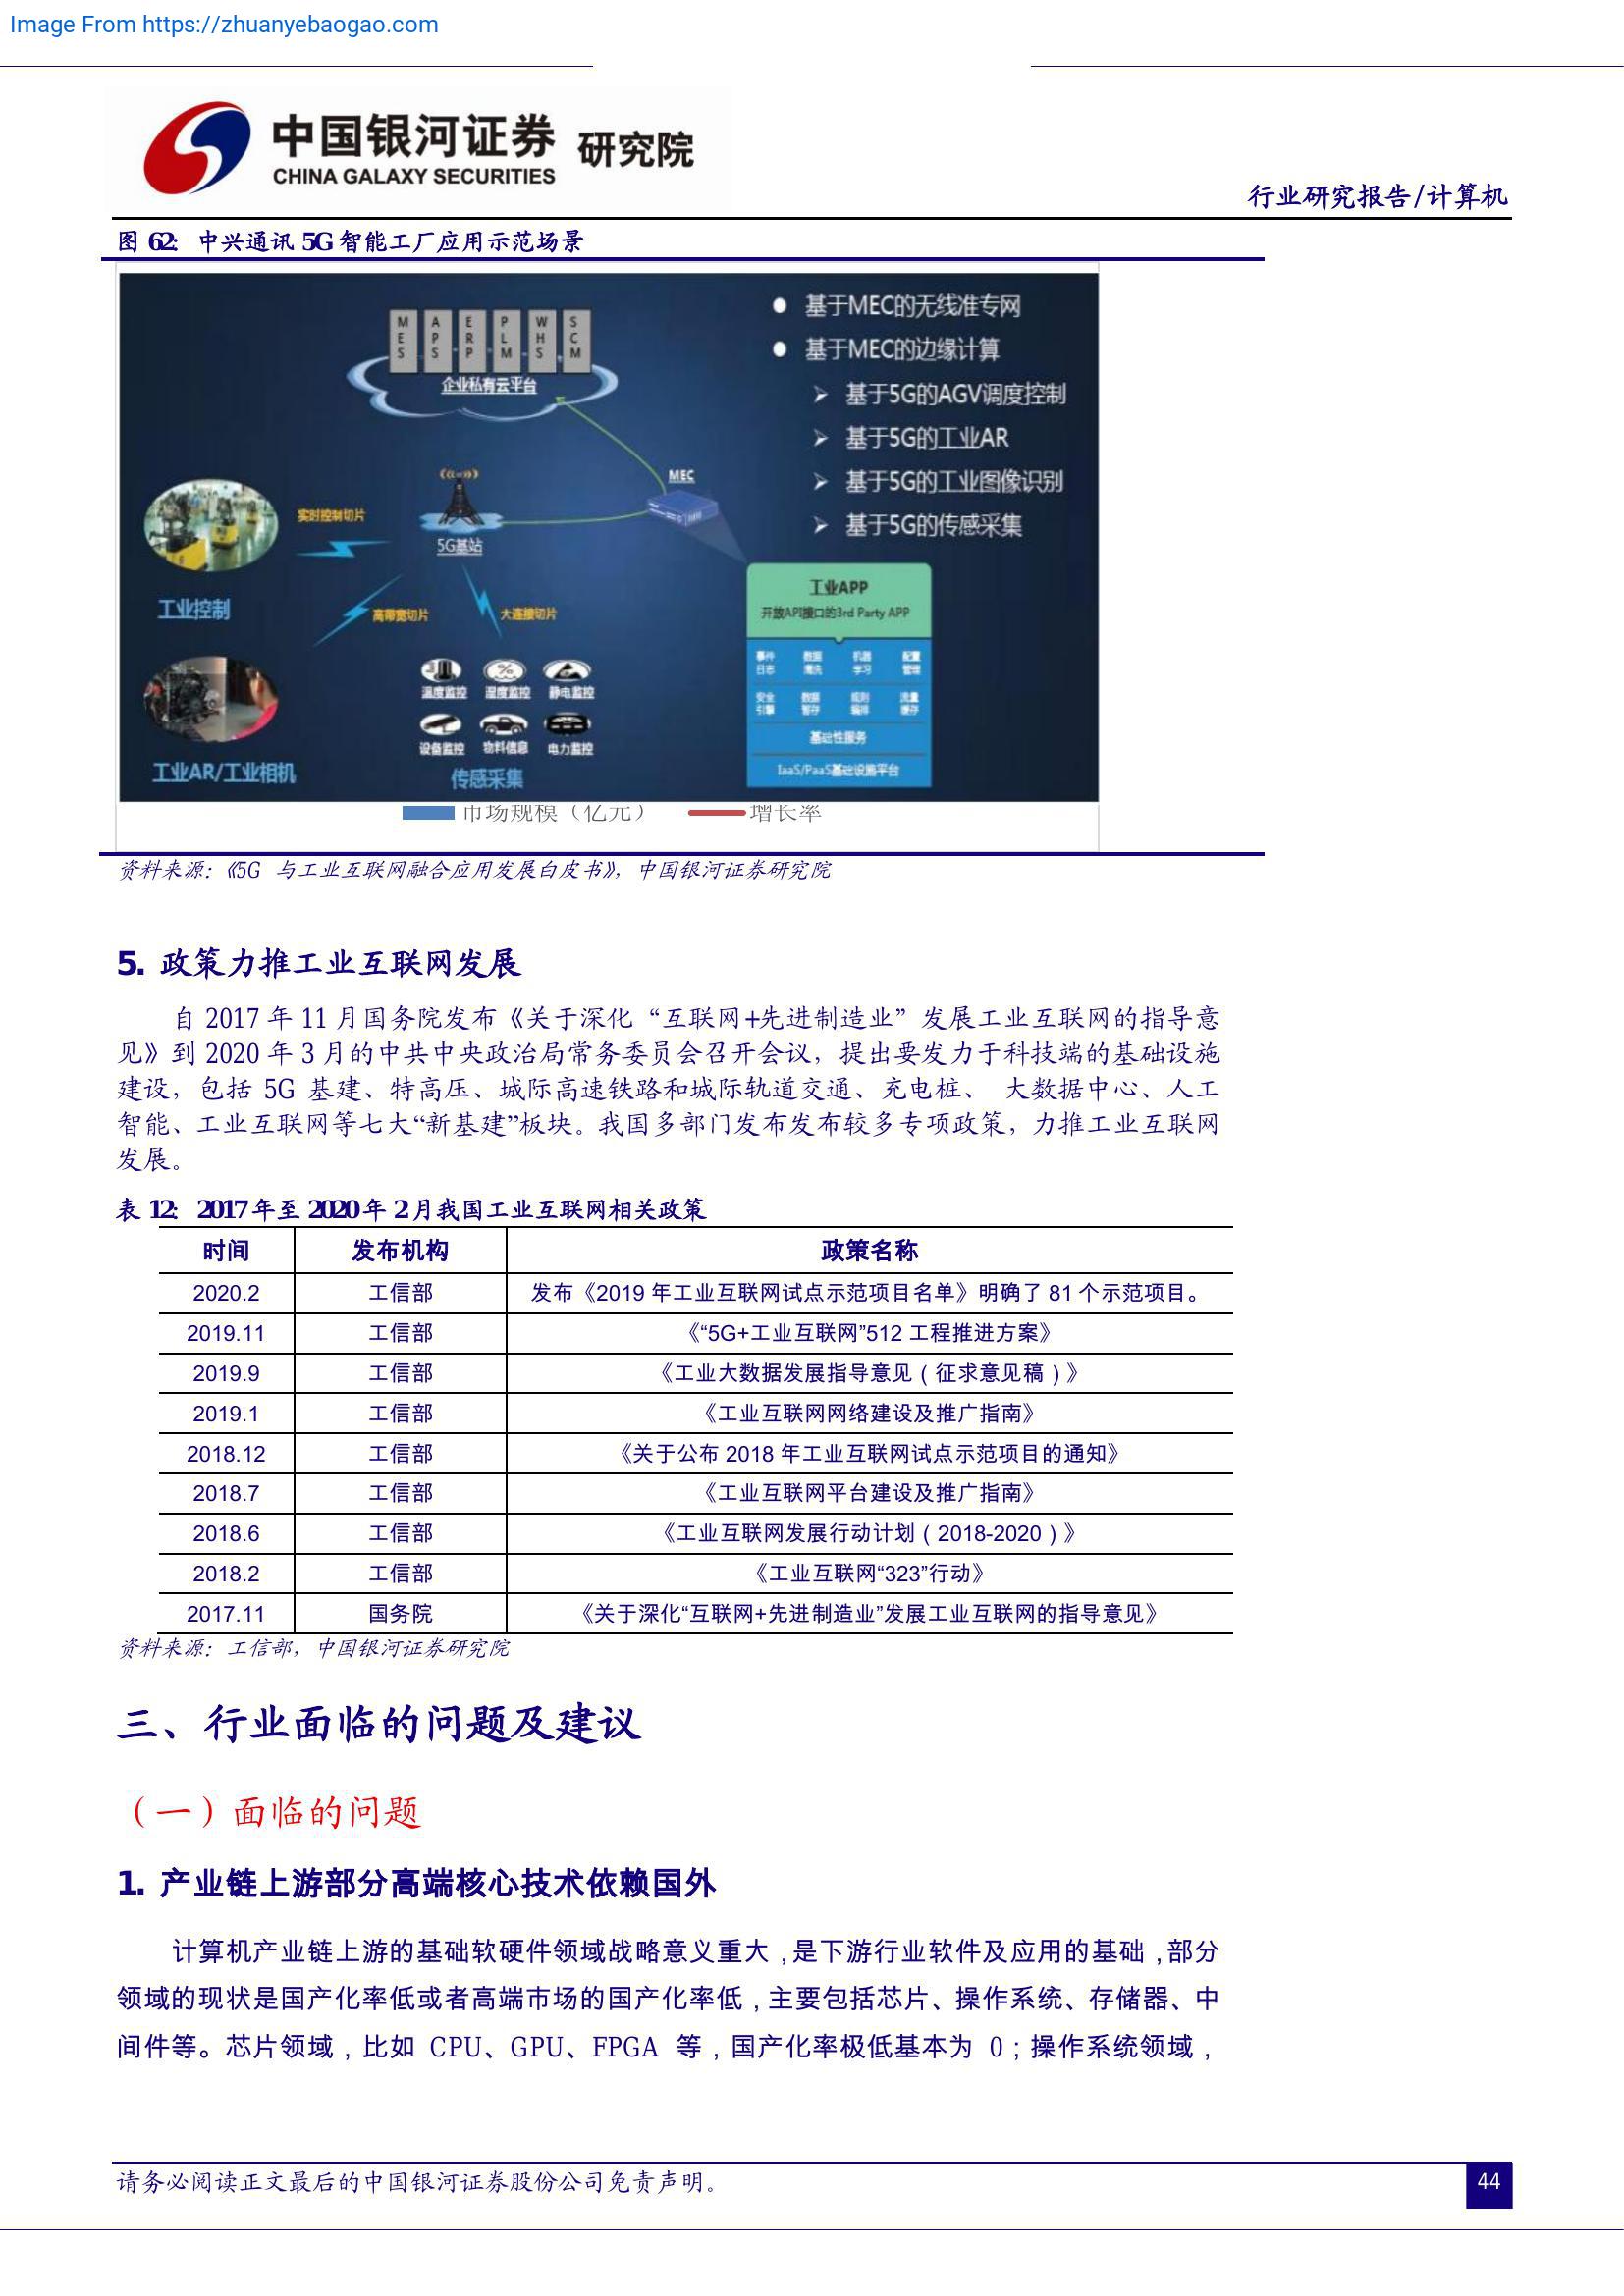 Image From https://zhuanyebaogao.com
中国银河证券 研究院
CHINA GALAXY SECURITIES
行业研究报告/计算机
图 62: 中兴通讯 5G 智能工厂应用示范场景
MES APS ERP PLM WHS SCM
企业私有云平台
基于MEC的无线准专网
基于MEC的边缘计算
基于5G的AGV调度控制
基于5G的工业AR
基于5G的工业图像识别
基于5G的传感采集
MEC
实时控制切片
5G基站
工业控制
高带宽切片
大连接切片
工业APP
开放API接口的3rd Party APP
事件日志 数据清洗 机器学习 配置管理
安全引擎 数据暂存 规则编排 流量缓存
基础性服务
IaaS/PaaS基础设施平台
温度监控 湿度监控 静电监控
设备监控 物料信息 电力监控
工业AR/工业相机
传感采集
市场规模（亿元） 增长率
资料来源：《5G 与工业互联网融合应用发展白皮书》，中国银河证券研究院
5. 政策力推工业互联网发展
自 2017 年 11 月国务院发布《关于深化“互联网+先进制造业”发展工业互联网的指导意
见》到 2020 年 3 月的中共中央政治局常务委员会召开会议，提出要发力于科技端的基础设施
建设，包括 5G 基建、特高压、城际高速铁路和城际轨道交通、充电桩、 大数据中心、人工
智能、工业互联网等七大“新基建”板块。我国多部门发布发布较多专项政策，力推工业互联网
发展。
表 12: 2017 年至 2020 年 2 月我国工业互联网相关政策
时间 发布机构 政策名称
2020.2 工信部 发布《2019 年工业互联网试点示范项目名单》明确了 81 个示范项目。
2019.11 工信部 《“5G+工业互联网”512 工程推进方案》
2019.9 工信部 《工业大数据发展指导意见（征求意见稿）》
2019.1 工信部 《工业互联网网络建设及推广指南》
2018.12 工信部 《关于公布 2018 年工业互联网试点示范项目的通知》
2018.7 工信部 《工业互联网平台建设及推广指南》
2018.6 工信部 《工业互联网发展行动计划（2018-2020）》
2018.2 工信部 《工业互联网“323”行动》
2017.11 国务院 《关于深化“互联网+先进制造业”发展工业互联网的指导意见》
资料来源：工信部，中国银河证券研究院
三、行业面临的问题及建议
（一）面临的问题
1. 产业链上游部分高端核心技术依赖国外
计算机产业链上游的基础软硬件领域战略意义重大，是下游行业软件及应用的基础，部分
领域的现状是国产化率低或者高端市场的国产化率低，主要包括芯片、操作系统、存储器、中
间件等。芯片领域，比如 CPU、GPU、FPGA 等，国产化率极低基本为 0；操作系统领域，
请务必阅读正文最后的中国银河证券股份公司免责声明。
44